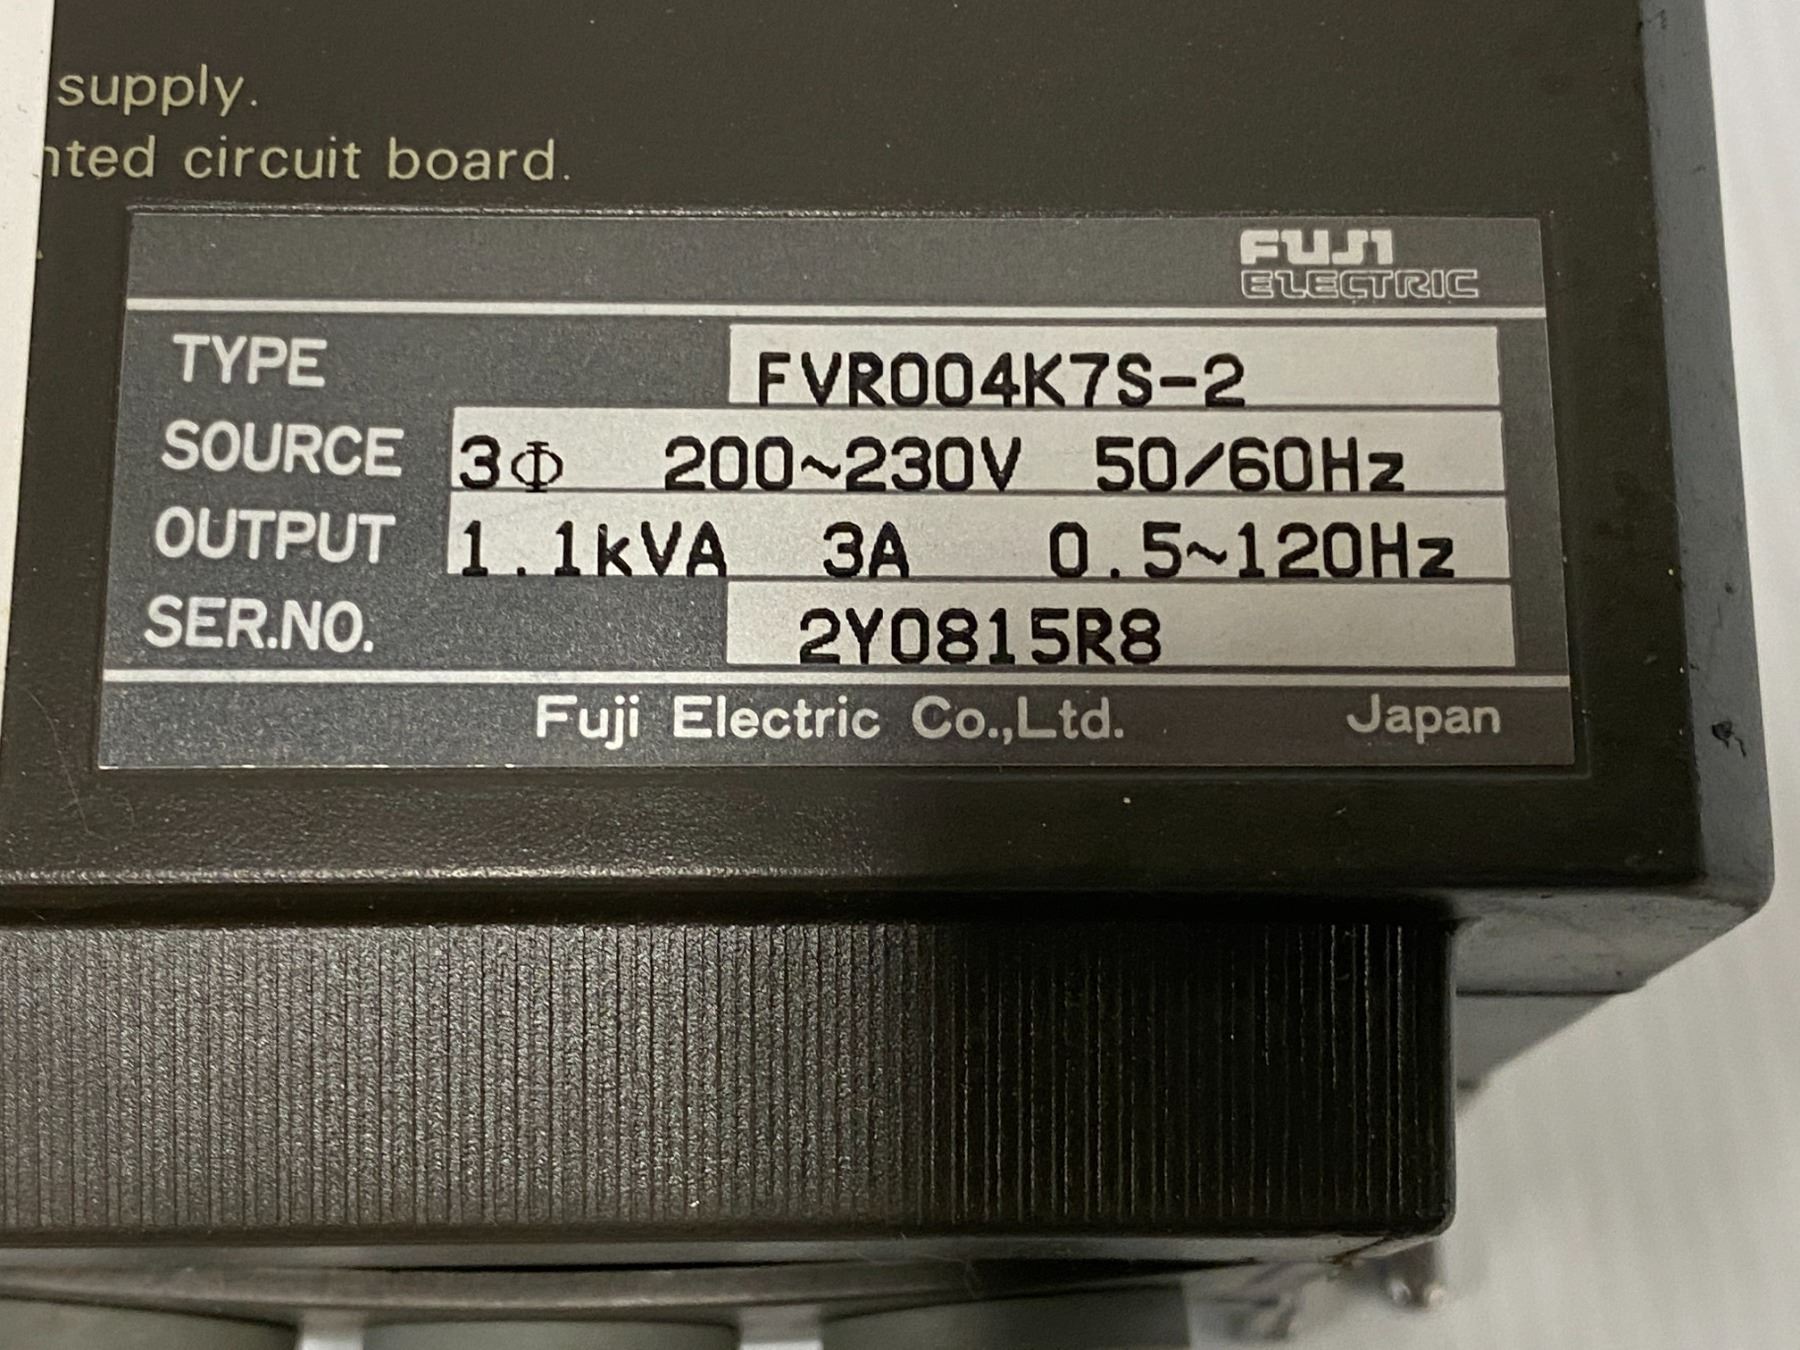 supply.
nted circuit board.
FUJI
ELECTRIC
TYPE FVR004K7S-2
SOURCE 3Φ 200~230V 50/60Hz
OUTPUT 1.1kVA 3A 0.5~120Hz
SER.NO. 2Y0815R8
Fuji Electric Co.,Ltd. Japan